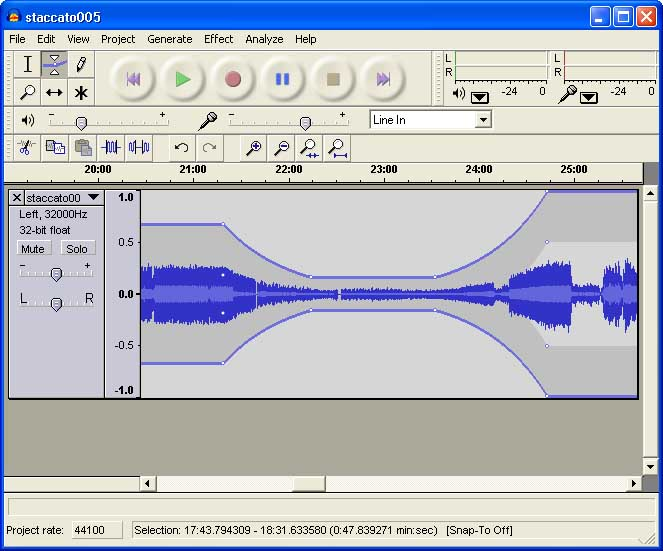 staccato005
File Edit View Project Generate Effect Analyze Help
L
R
-24 0
L
R
-24 0
- +
- +
Line In
20:00 21:00 22:00 23:00 24:00 25:00
staccato00
Left, 32000Hz
32-bit float
Mute Solo
- +
L R
1.0
0.5
0.0
-0.5
-1.0
Project rate: 44100 Selection: 17:43.794309 - 18:31.633580 (0:47.839271 min:sec) [Snap-To Off]